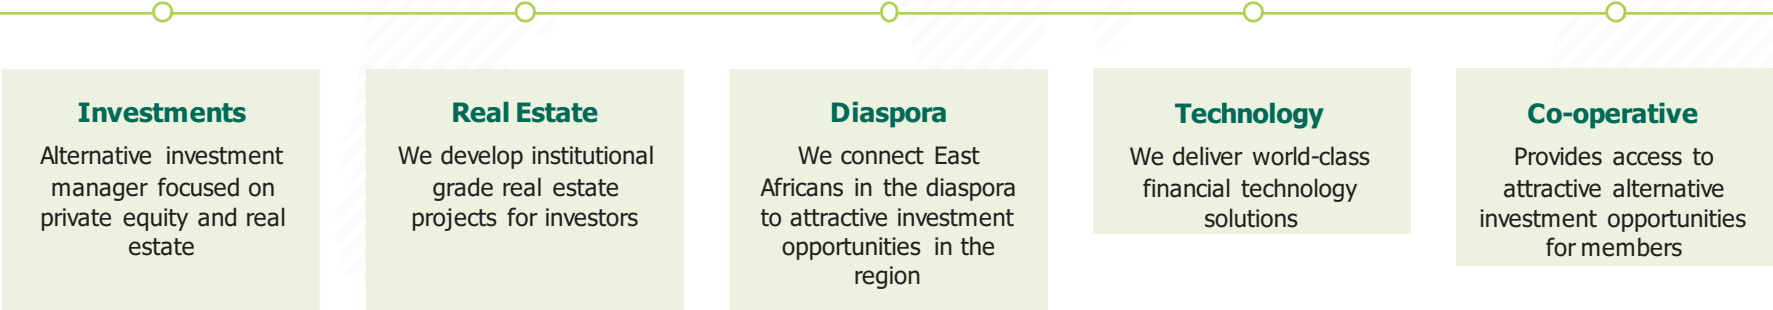 Investments
Alternative investment
manager focused on
private equity and real
estate
Real Estate
We develop institutional
grade real estate
projects for investors
Diaspora
We connect East
Africans in the diaspora
to attractive investment
opportunities in the
region
Technology
We deliver world-class
financial technology
solutions
Co-operative
Provides access to
attractive alternative
investment opportunities
for members